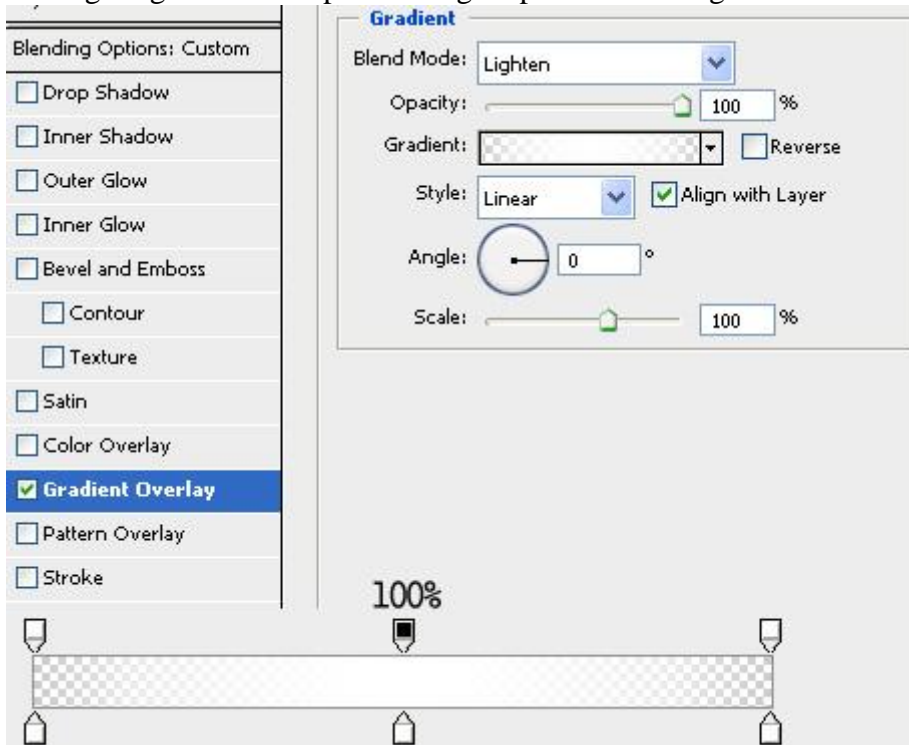 Gradient
Blending Options: Custom
Blend Mode: Lighten
Drop Shadow
Opacity: 100 %
Inner Shadow
Gradient: Reverse
Outer Glow
Style: Linear Align with Layer
Inner Glow
Angle: 0 °
Bevel and Emboss
Contour
Scale: 100 %
Texture
Satin
Color Overlay
Gradient Overlay
Pattern Overlay
Stroke
100%